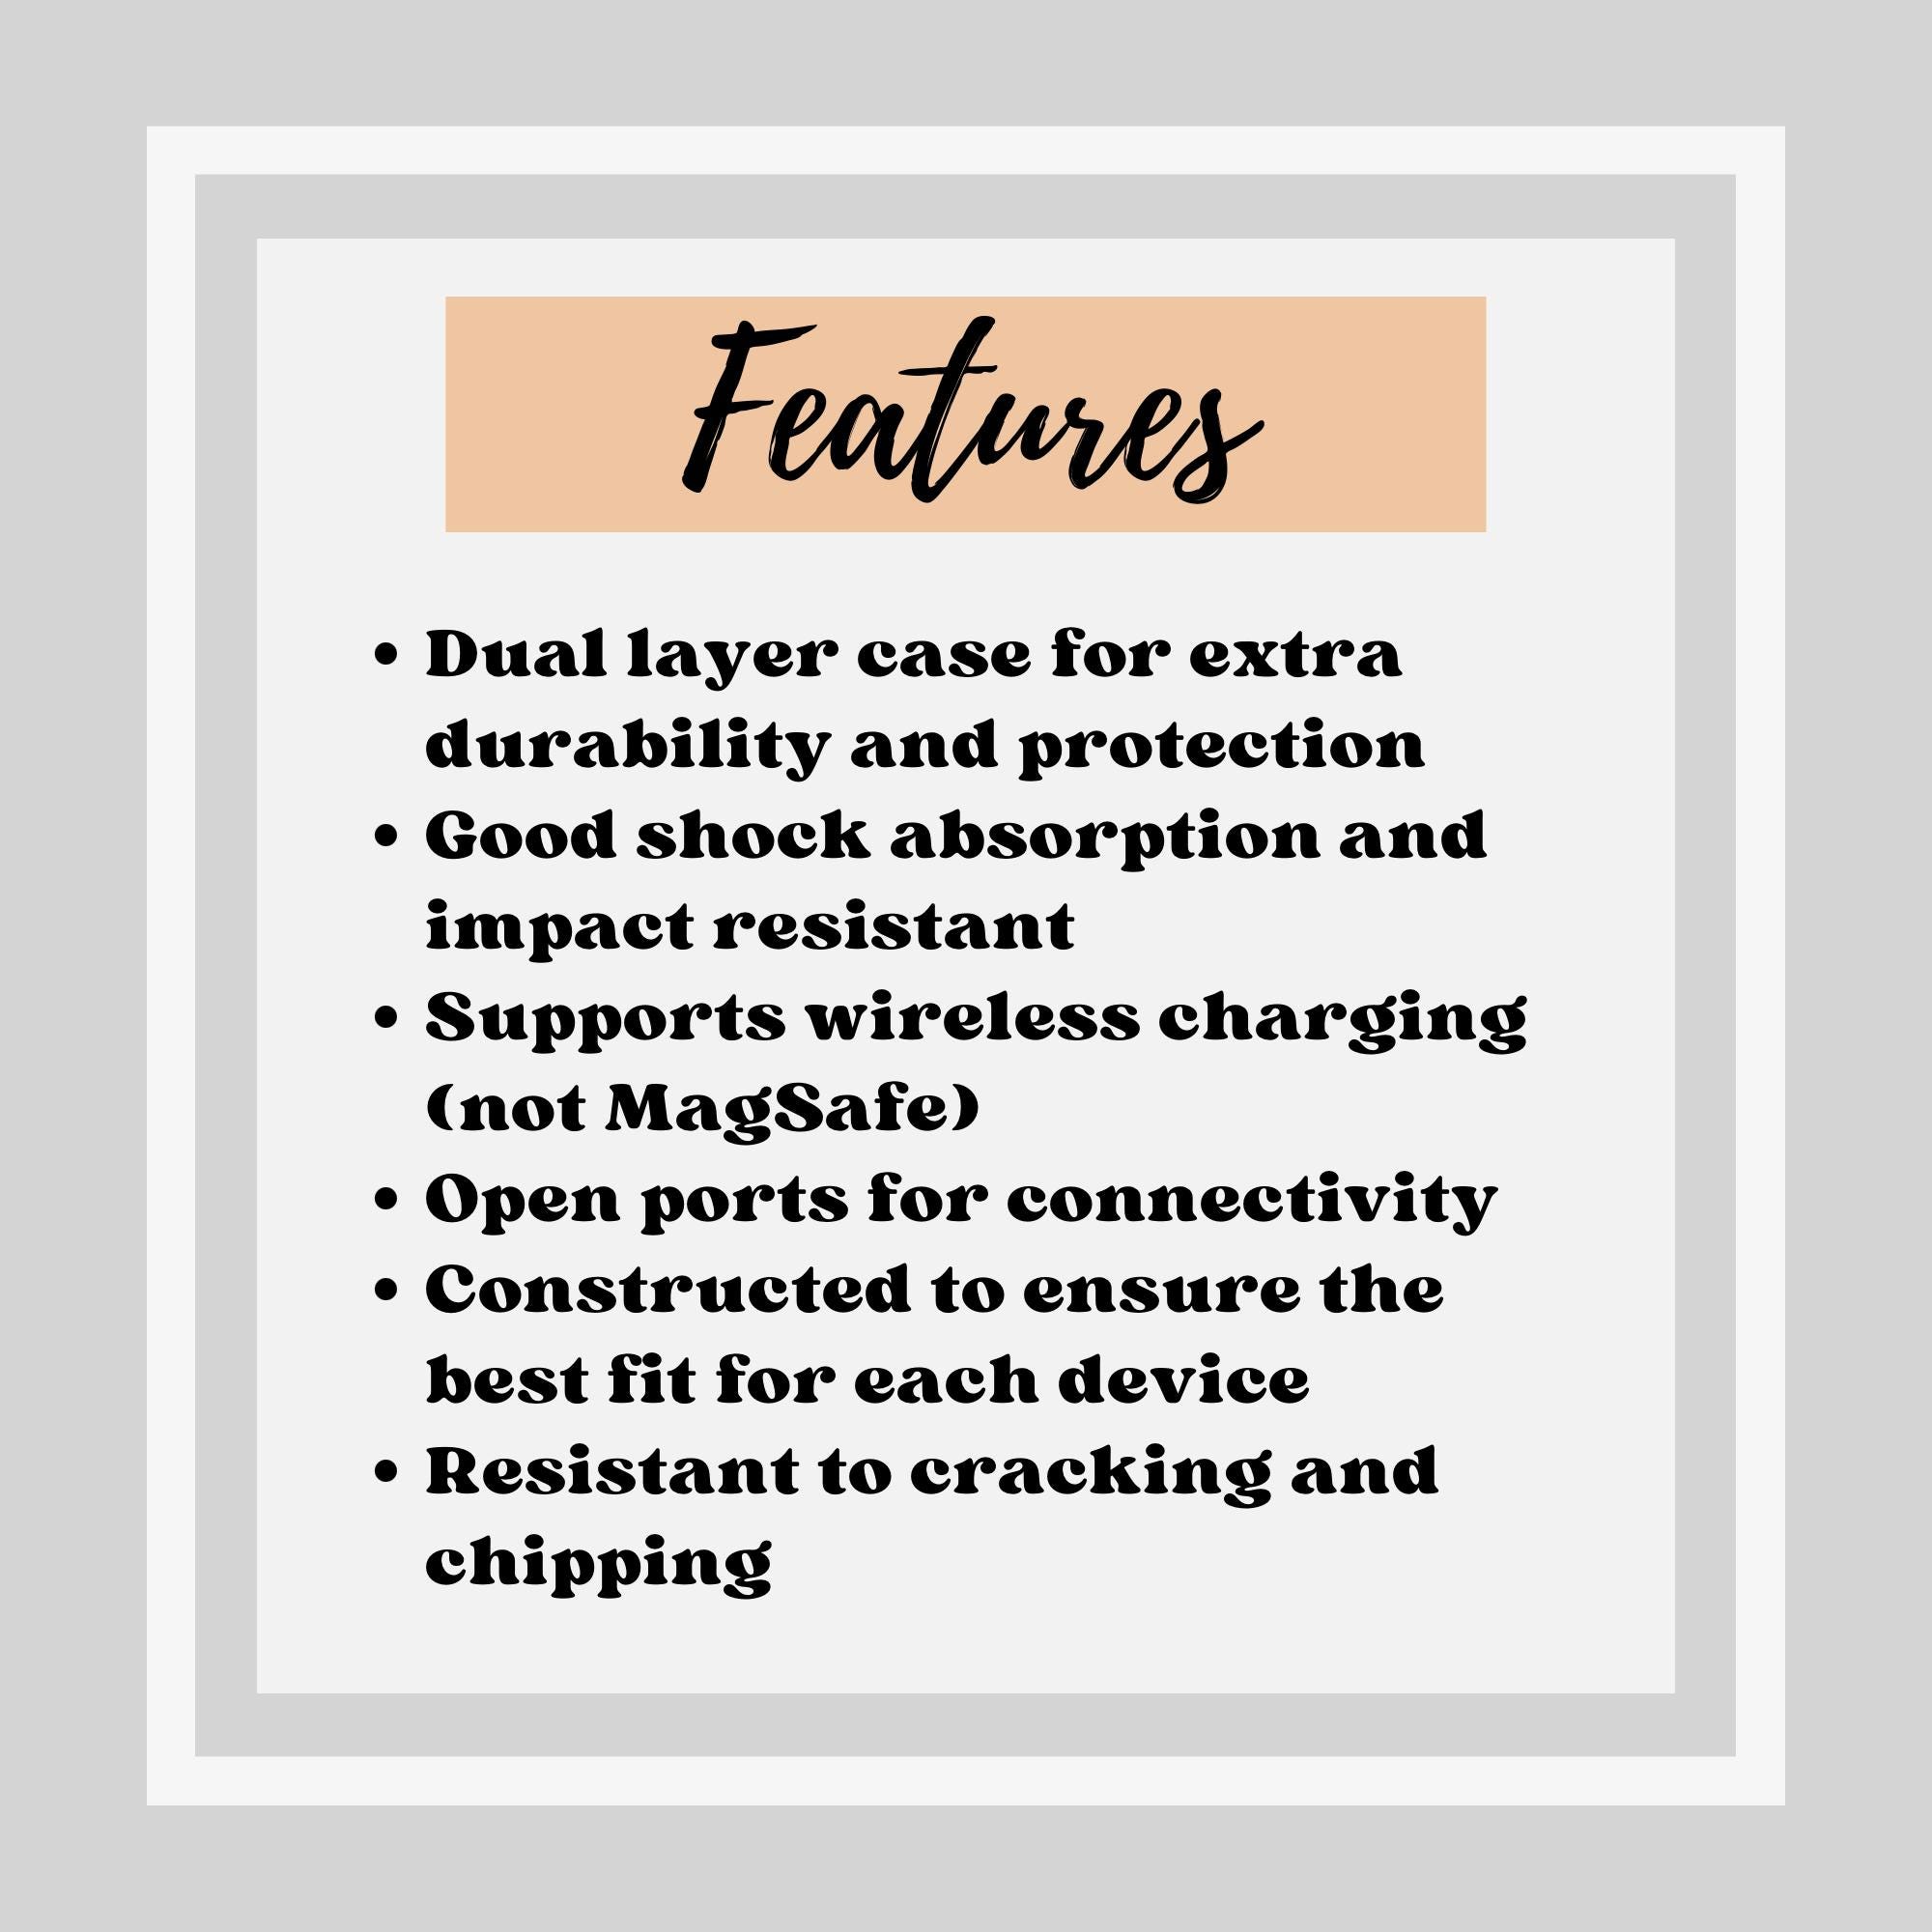 Features
• Dual layer case for extra
durability and protection
• Good shock absorption and
impact resistant
• Supports wireless charging
(not MagSafe)
• Open ports for connectivity
• Constructed to ensure the
best fit for each device
• Resistant to cracking and
chipping